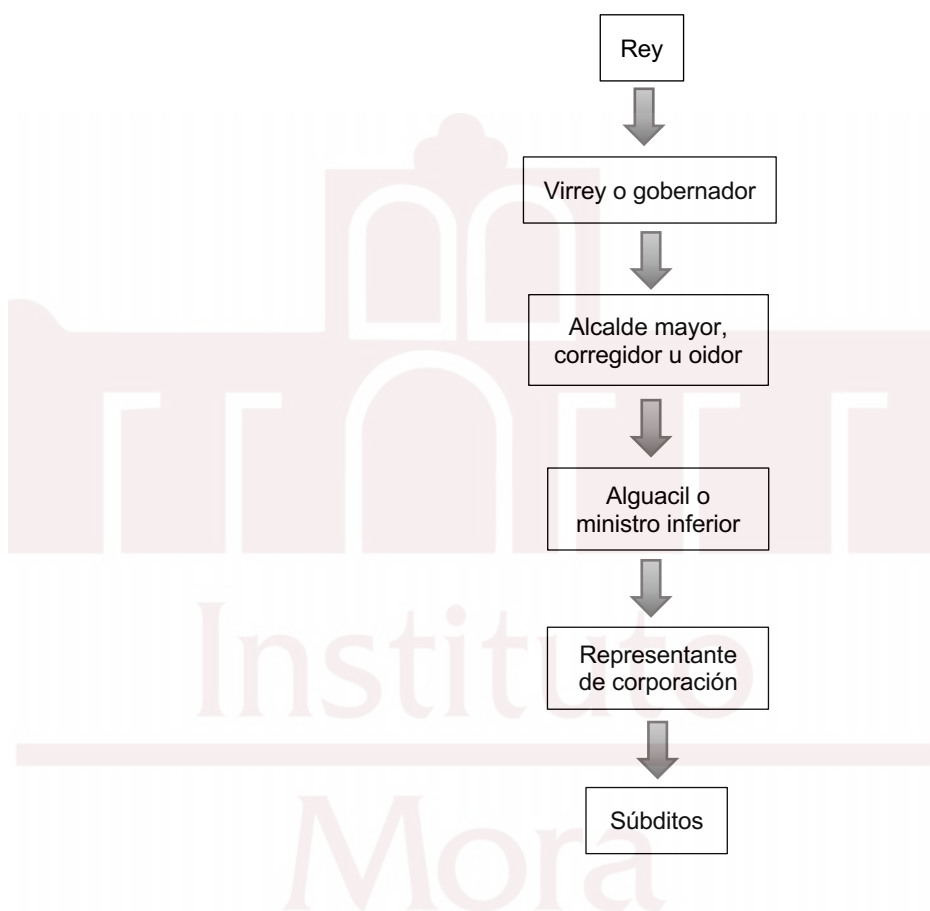 Rey
Virrey o gobernador
Alcalde mayor,
corregidor u oidor
Alguacil o
ministro inferior
Representante
de corporación
Súbditos
Instituto
Mora